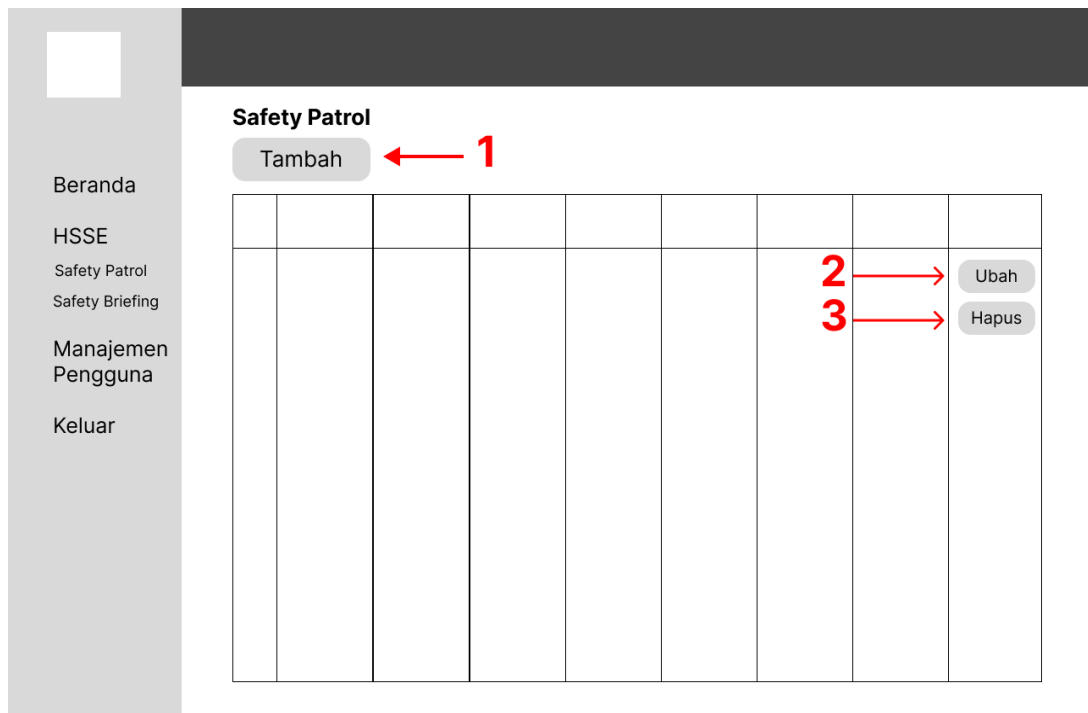 Safety Patrol
Tambah
1
Beranda
HSSE
Safety Patrol
Safety Briefing
Manajemen
Pengguna
Keluar
2
Ubah
3
Hapus